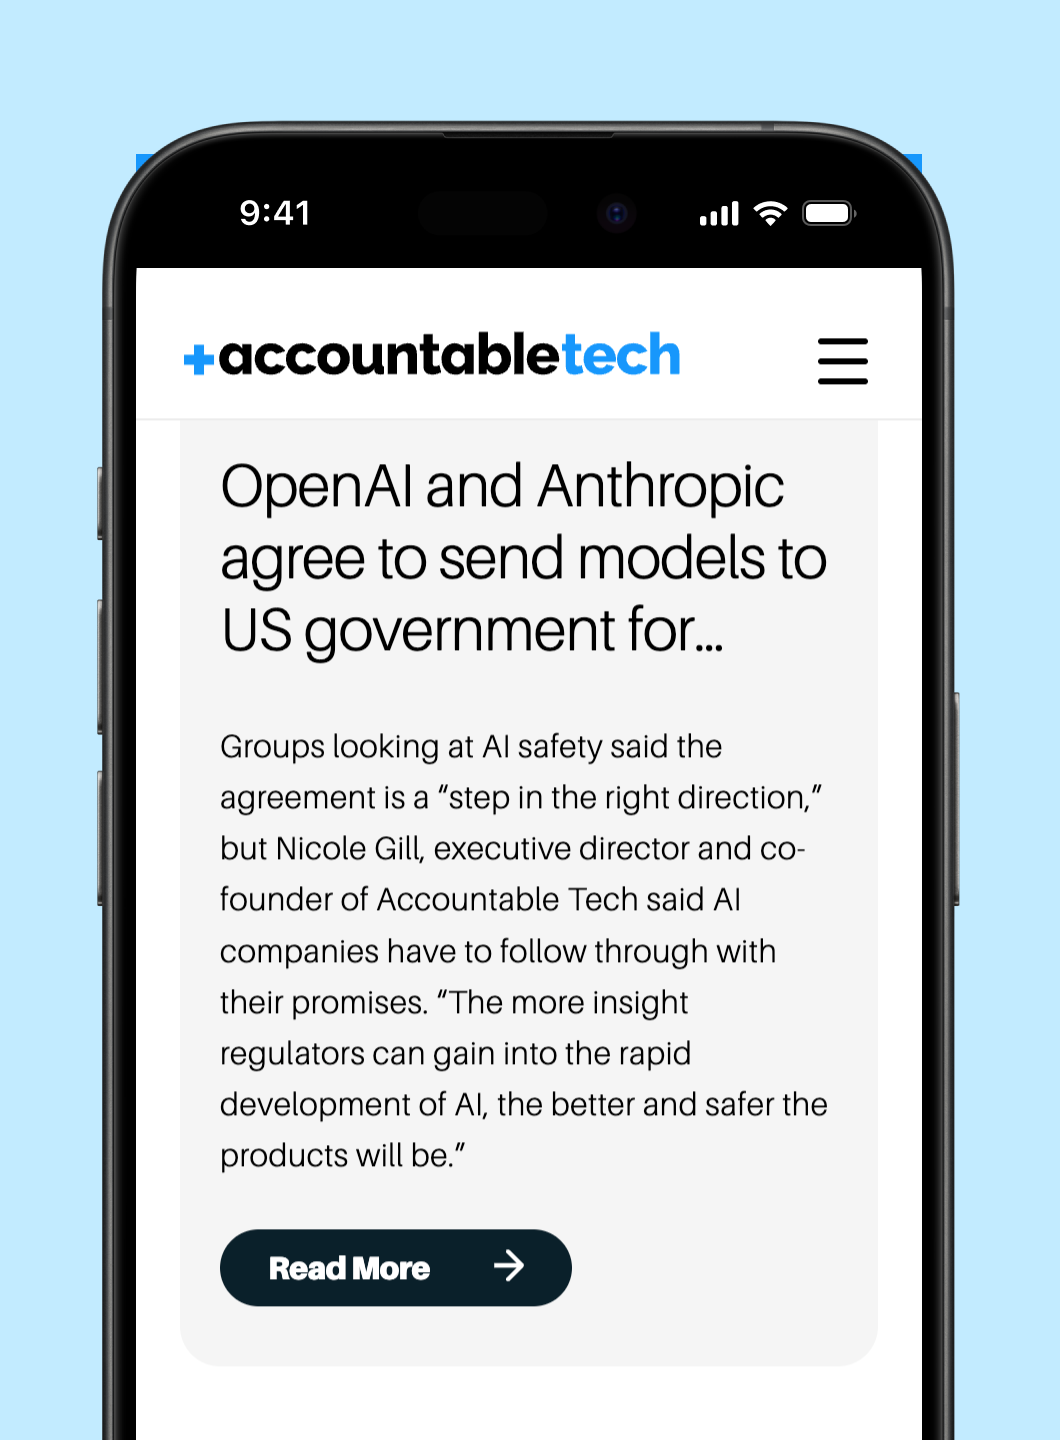 9:41
+accountabletech
OpenAI and Anthropic
agree to send models to
US government for...
Groups looking at AI safety said the
agreement is a “step in the right direction,”
but Nicole Gill, executive director and co-
founder of Accountable Tech said AI
companies have to follow through with
their promises. “The more insight
regulators can gain into the rapid
development of AI, the better and safer the
products will be.”
Read More